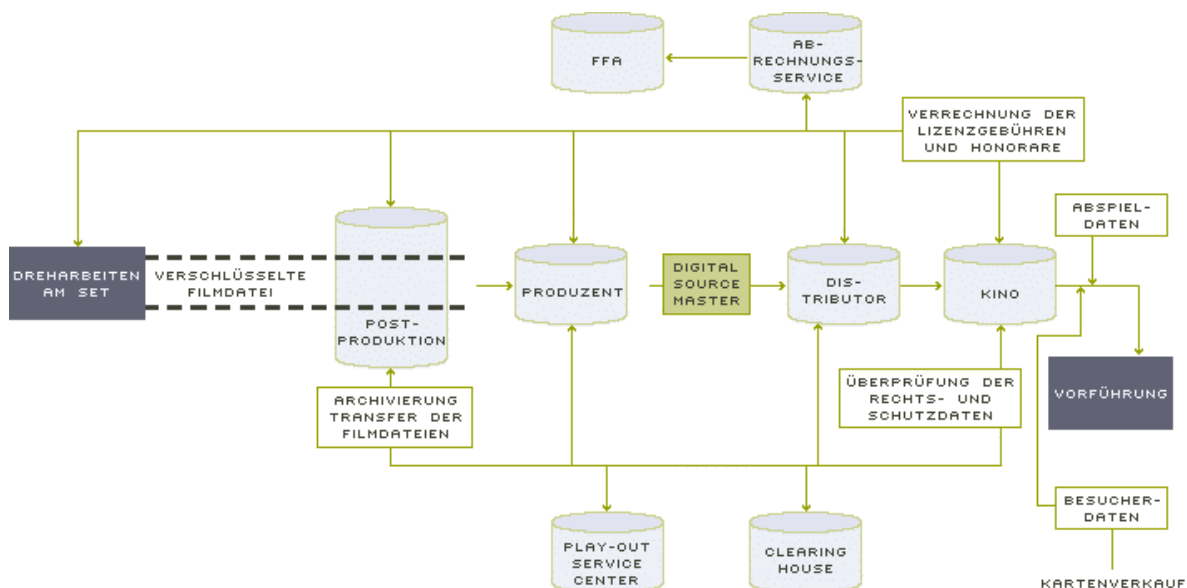 FFA
AB-
RECHNUNGS-
SERVICE
VERRECHNUNG DER
LIZENZGEBÜHREN
UND HONORARE
ABSPIEL-
DATEN
DREHARBEITEN
AM SET
VERSCHLÜSSELTE
FILMDATEI
POST-
PRODUKTION
PRODUZENT
DIGITAL
SOURCE
MASTER
DIS-
TRIBUTOR
KINO
VORFÜHRUNG
ARCHIVIERUNG
TRANSFER DER
FILMDATEIEN
ÜBERPRÜFUNG DER
RECHTS- UND
SCHUTZDATEN
BESUCHER-
DATEN
PLAY-OUT
SERVICE
CENTER
CLEARING
HOUSE
KARTENVERKAUF